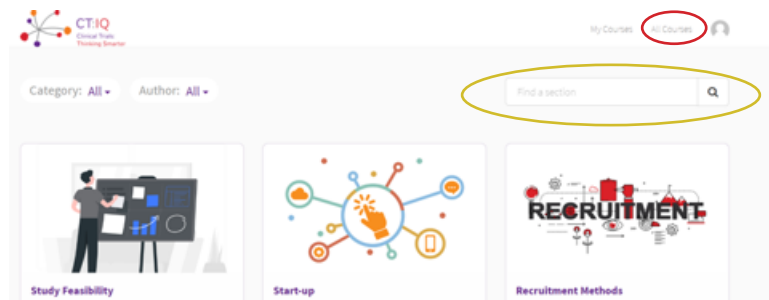 CT:IQ
Clinical Trials
Thinking Smarter
My Courses All Courses
Category: All Author: All
Find a section
RECRUITMENT
Study Feasibility
Start-up
Recruitment Methods